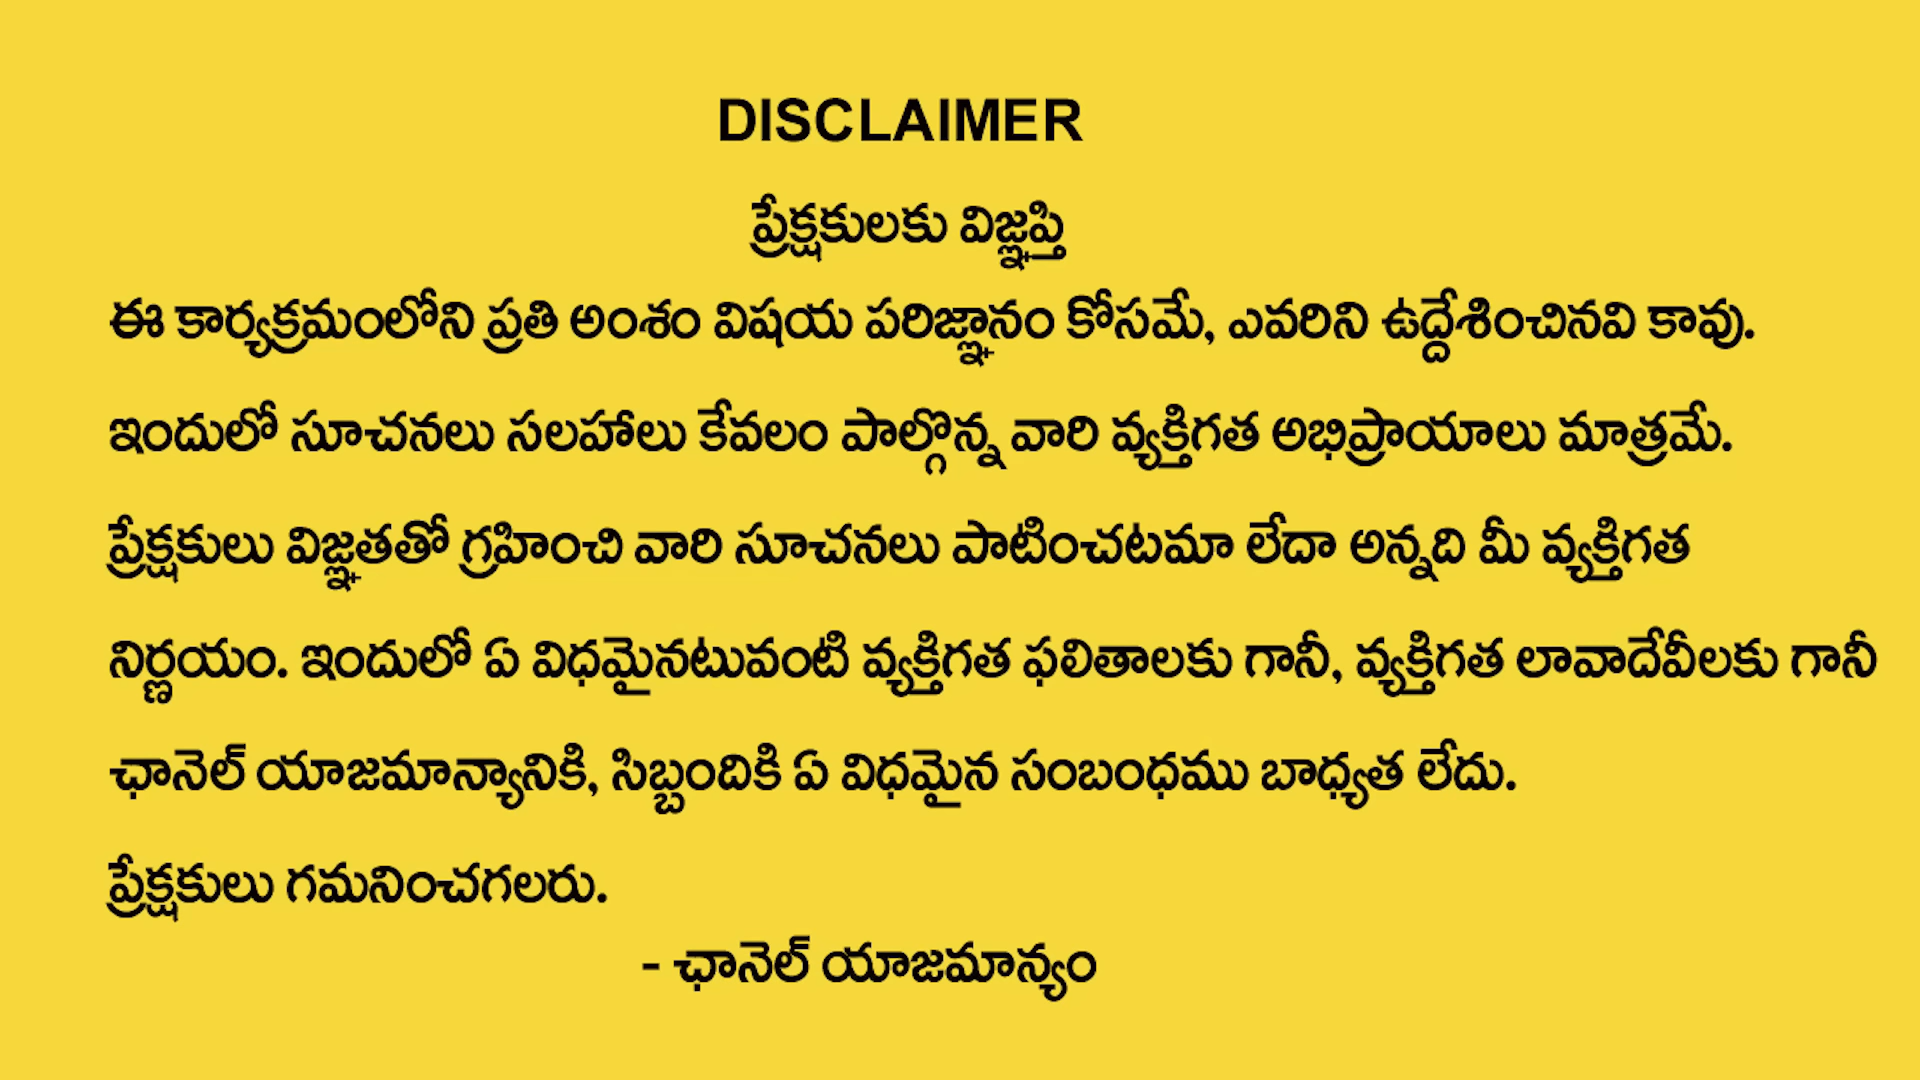 DISCLAIMER
ప్రేక్షకులకు విజ్ఞప్తి
ఈ కార్యక్రమంలోని ప్రతి అంశం విషయ పరిజ్ఞానం కోసమే, ఎవరిని ఉద్దేశించినవి కావు.
ఇందులో సూచనలు సలహాలు కేవలం పాల్గొన్న వారి వ్యక్తిగత అభిప్రాయాలు మాత్రమే.
ప్రేక్షకులు విజ్ఞతతో గ్రహించి వారి సూచనలు పాటించటమా లేదా అన్నది మీ వ్యక్తిగత
నిర్ణయం. ఇందులో ఏ విధమైనటువంటి వ్యక్తిగత ఫలితాలకు గానీ, వ్యక్తిగత లావాదేవీలకు గానీ
ఛానెల్ యాజమాన్యానికి, సిబ్బందికి ఏ విధమైన సంబంధము బాధ్యత లేదు.
ప్రేక్షకులు గమనించగలరు.
- ఛానెల్ యాజమాన్యం